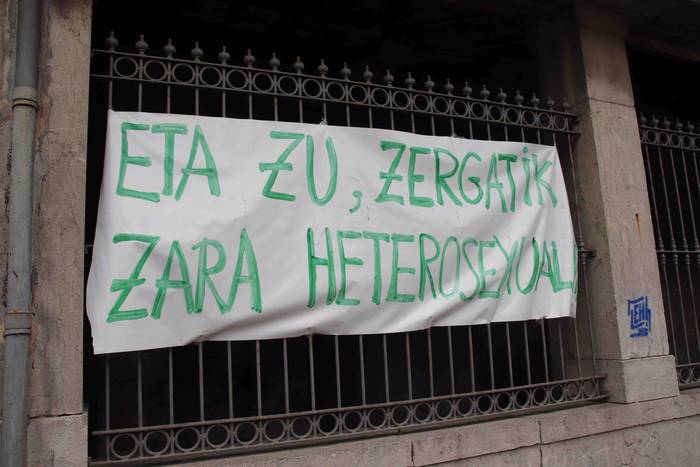 ETA ZU, ZERGATIK
ZARA HETEROSEXUALA